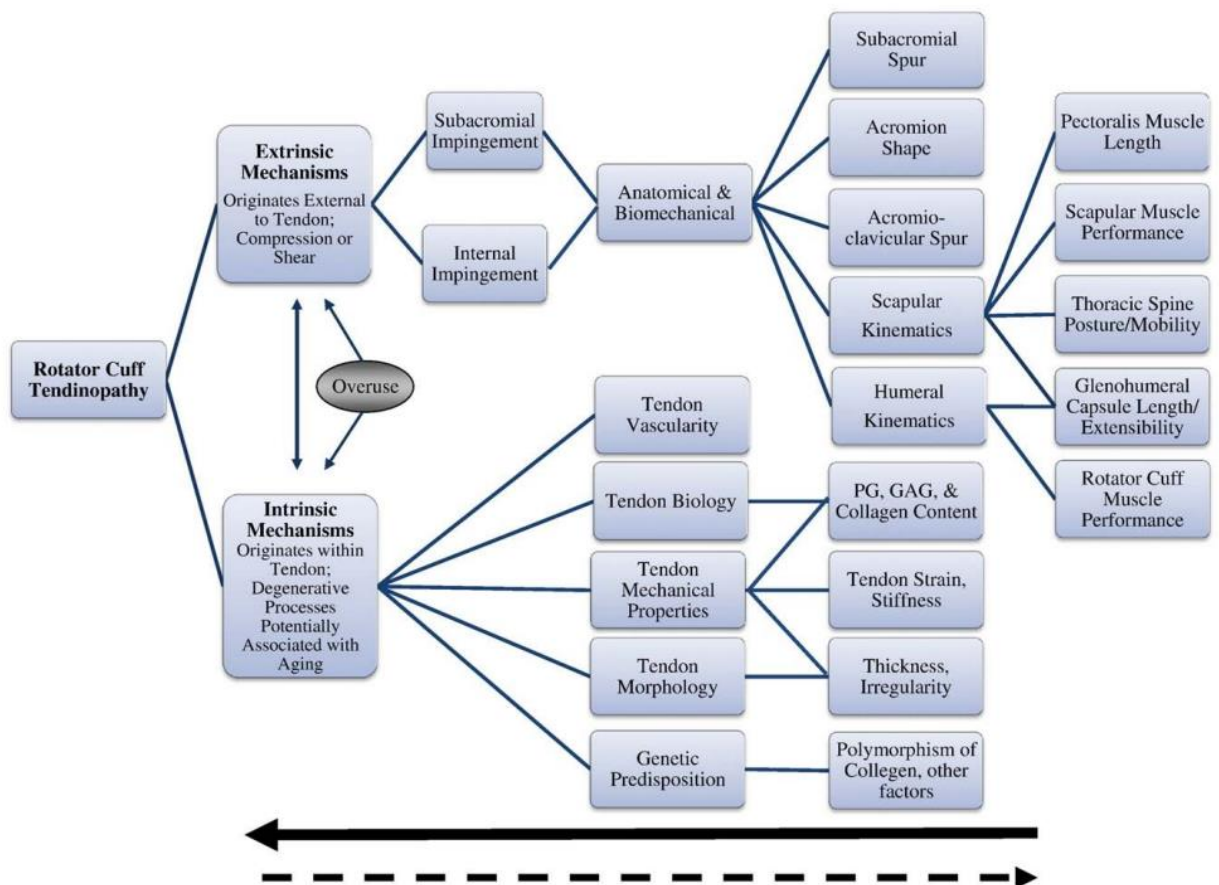 Rotator Cuff
Tendinopathy
Extrinsic
Mechanisms
Originates External
to Tendon;
Compression or
Shear
Overuse
Intrinsic
Mechanisms
Originates within
Tendon;
Degenerative
Processes
Potentially
Associated with
Aging
Subacromial
Impingement
Internal
Impingement
Anatomical &
Biomechanical
Subacromial
Spur
Acromion
Shape
Acromio-
clavicular Spur
Scapular
Kinematics
Humeral
Kinematics
Pectoralis Muscle
Length
Scapular Muscle
Performance
Thoracic Spine
Posture/Mobility
Glenohumeral
Capsule Length/
Extensibility
Rotator Cuff
Muscle
Performance
Tendon
Vascularity
Tendon Biology
Tendon
Mechanical
Properties
Tendon
Morphology
Genetic
Predisposition
PG, GAG, &
Collagen Content
Tendon Strain,
Stiffness
Thickness,
Irregularity
Polymorphism of
Collegen, other
factors